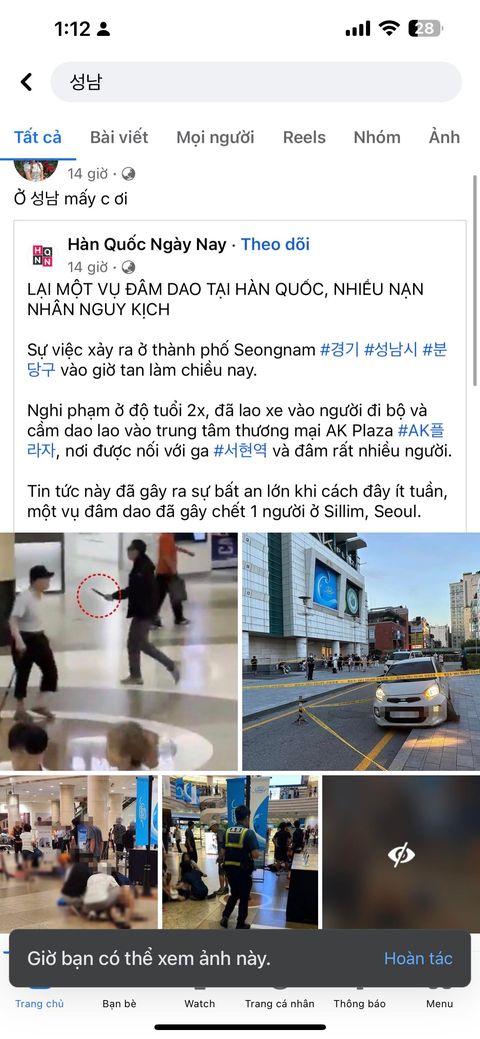 1:12
28
성남
Tất cả Bài viết Mọi người Reels Nhóm Ảnh
14 giờ ·
Ở 성남 mấy c ơi
HQ
NN
Hàn Quốc Ngày Nay · Theo dõi
14 giờ ·
LẠI MỘT VỤ ĐÂM DAO TẠI HÀN QUỐC, NHIỀU NẠN
NHÂN NGUY KỊCH
Sự việc xảy ra ở thành phố Seongnam #경기 #성남시 #분
당구 vào giờ tan làm chiều nay.
Nghi phạm ở độ tuổi 2x, đã lao xe vào người đi bộ và
cầm dao lao vào trung tâm thương mại AK Plaza #AK플
라자, nơi được nối với ga #서현역 và đâm rất nhiều người.
Tin tức này đã gây ra sự bất an lớn khi cách đây ít tuần,
một vụ đâm dao đã gây chết 1 người ở Sillim, Seoul.
Giờ bạn có thể xem ảnh này. Hoàn tác
Trang chủ Bạn bè Watch Trang cá nhân Thông báo Menu